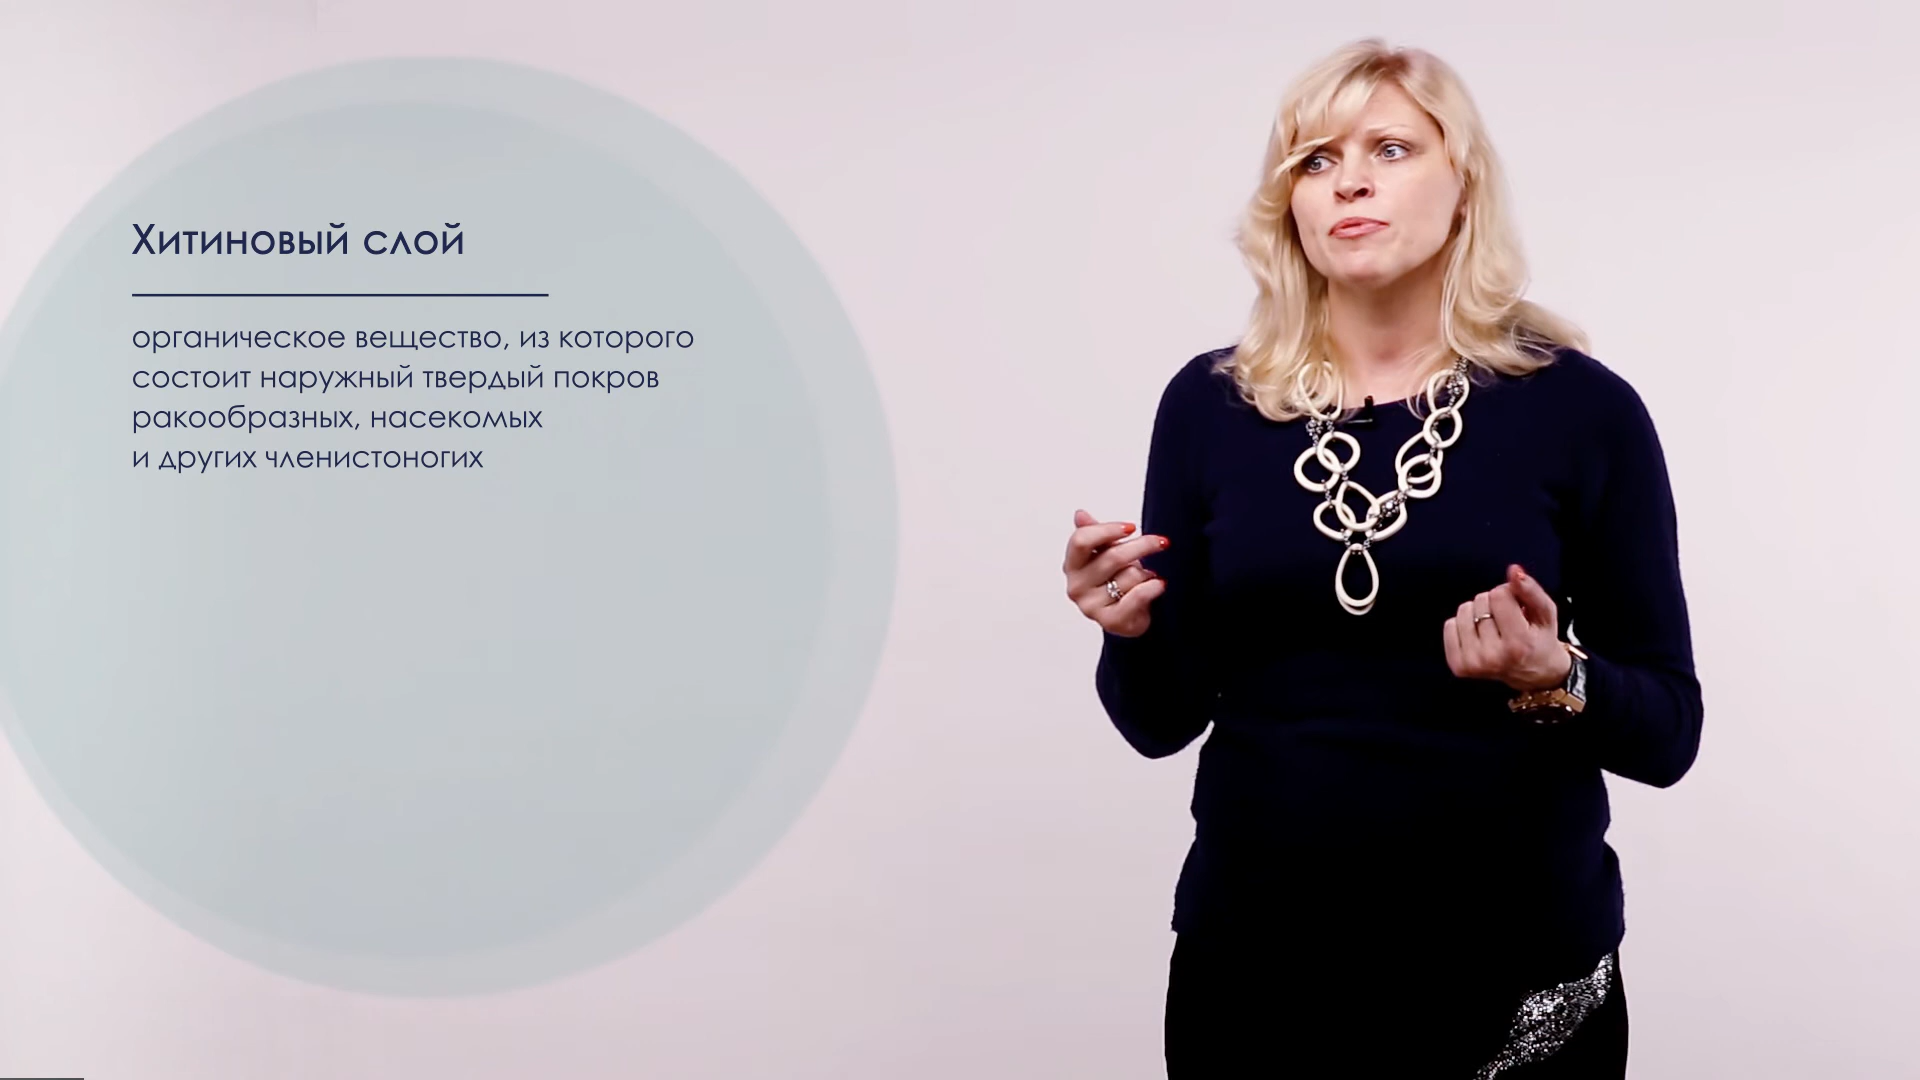 Хитиновый слой
органическое вещество, из которого
состоит наружный твердый покров
ракообразных, насекомых
и других членистоногих